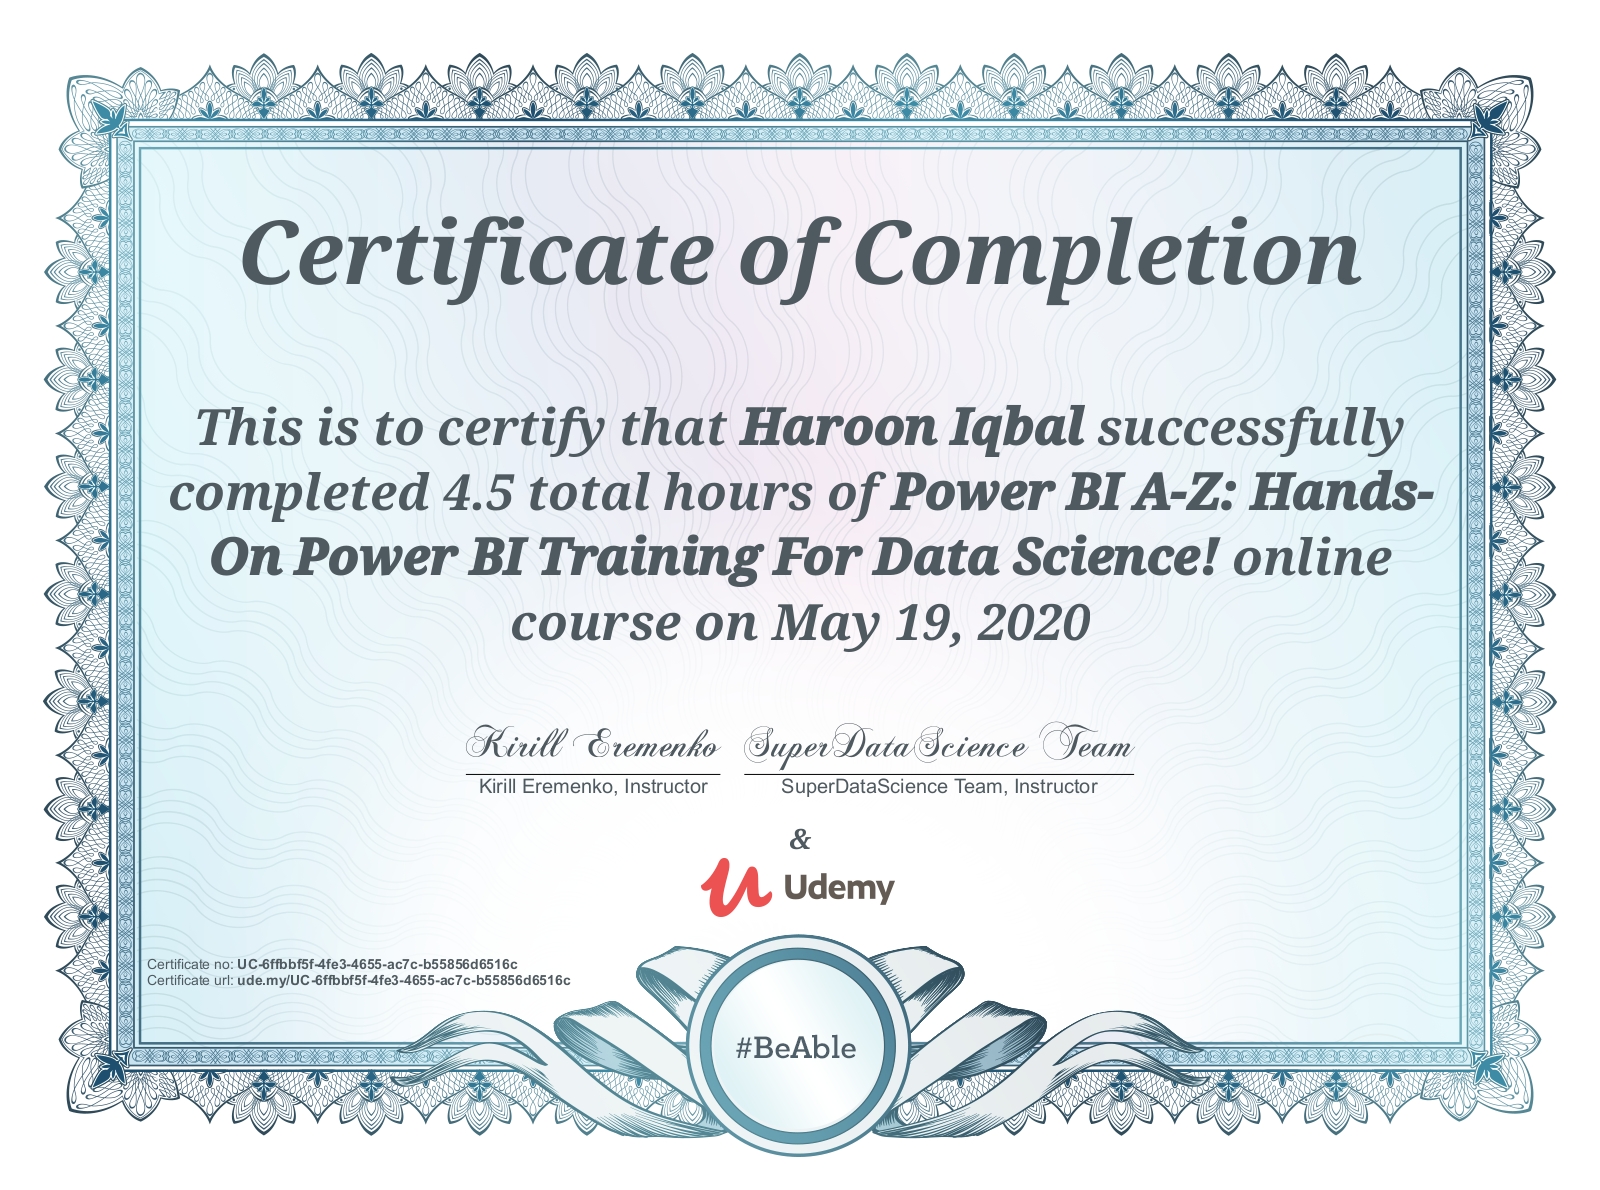 Certificate of Completion
This is to certify that Haroon Iqbal successfully
completed 4.5 total hours of Power BI A-Z: Hands-
On Power BI Training For Data Science! online
course on May 19, 2020
Kirill Eremenko SuperDataScience Team
Kirill Eremenko, Instructor SuperDataScience Team, Instructor
&
Udemy
Certificate no: UC-6ffbbf5f-4fe3-4655-ac7c-b55856d6516c
Certificate url: ude.my/UC-6ffbbf5f-4fe3-4655-ac7c-b55856d6516c
#BeAble